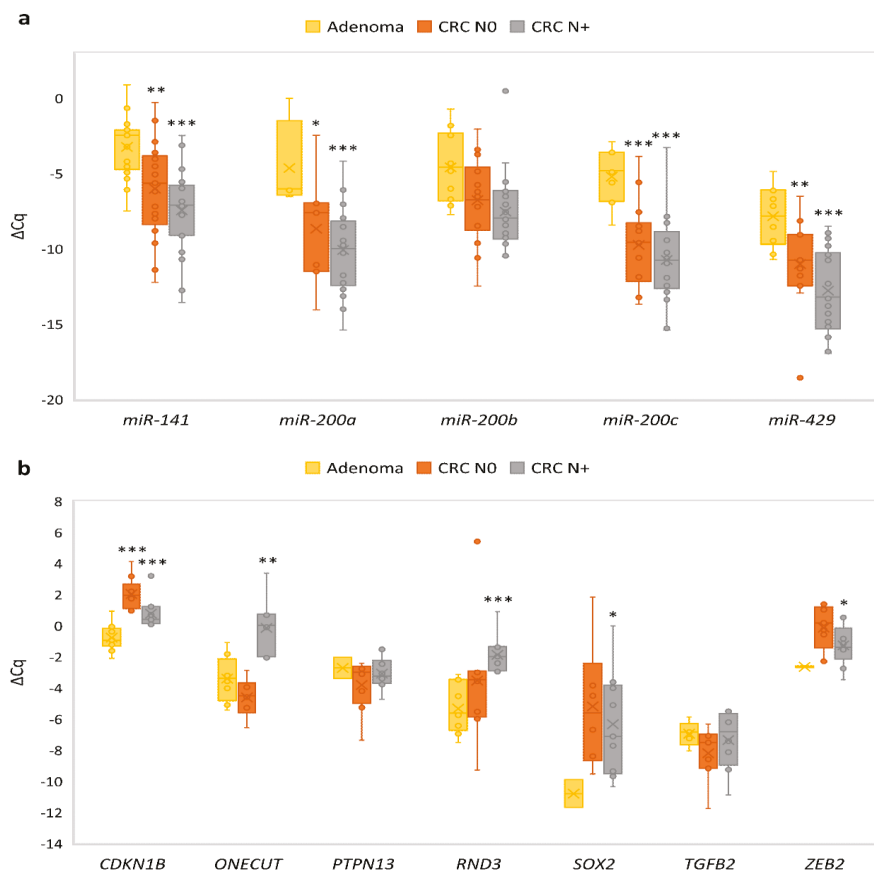 a
Adenoma CRC N0 CRC N+
0
-5
-10
-15
-20
ΔCq
** *** * *** *** *** ** ***
miR-141 miR-200a miR-200b miR-200c miR-429
b
Adenoma CRC N0 CRC N+
8
6
4
2
0
-2
-4
-6
-8
-10
-12
-14
ΔCq
*** *** ** *** * *
CDKN1B ONECUT PTPN13 RND3 SOX2 TGFB2 ZEB2